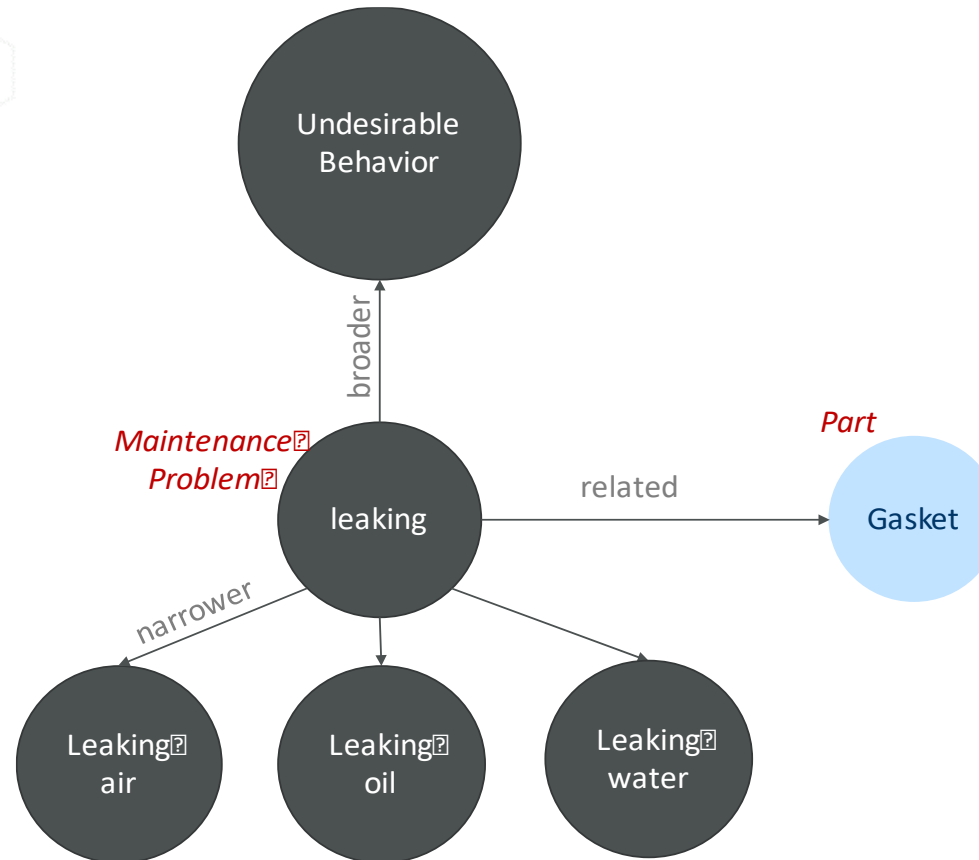 Undesirable
Behavior
broader
Maintenance⍰
Problem⍰
Part
leaking
related
Gasket
narrower
Leaking⍰
air
Leaking⍰
oil
Leaking⍰
water